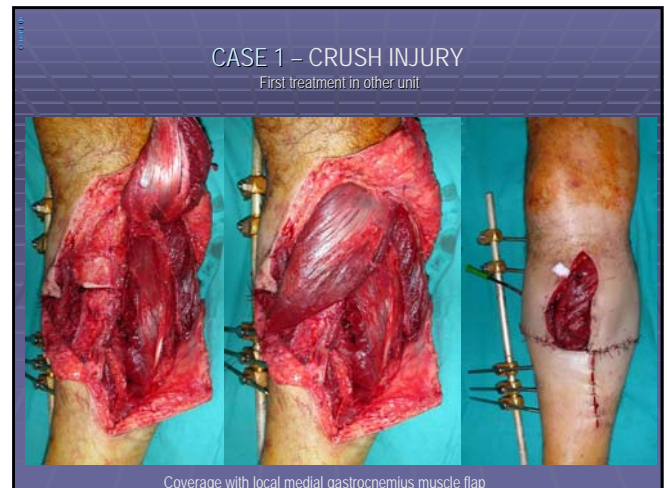 CASE 1 – CRUSH INJURY
First treatment in other unit
Coverage with local medial gastrocnemius muscle flap